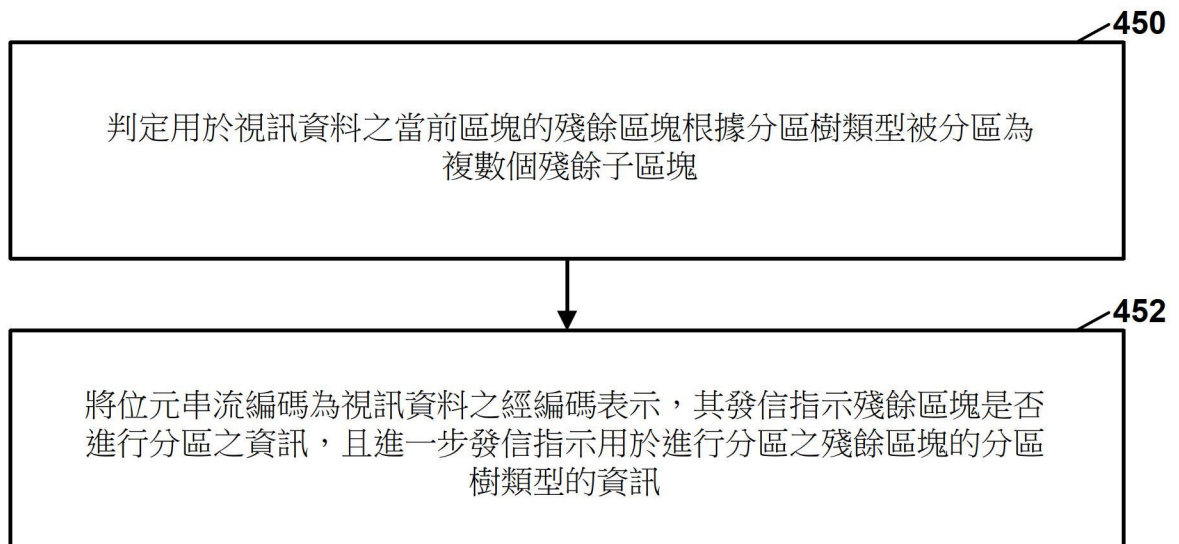 450
判定用於視訊資料之當前區塊的殘餘區塊根據分區樹類型被分區為
複數個殘餘子區塊
452
將位元串流編碼為視訊資料之經編碼表示，其發信指示殘餘區塊是否
進行分區之資訊，且進一步發信指示用於進行分區之殘餘區塊的分區
樹類型的資訊